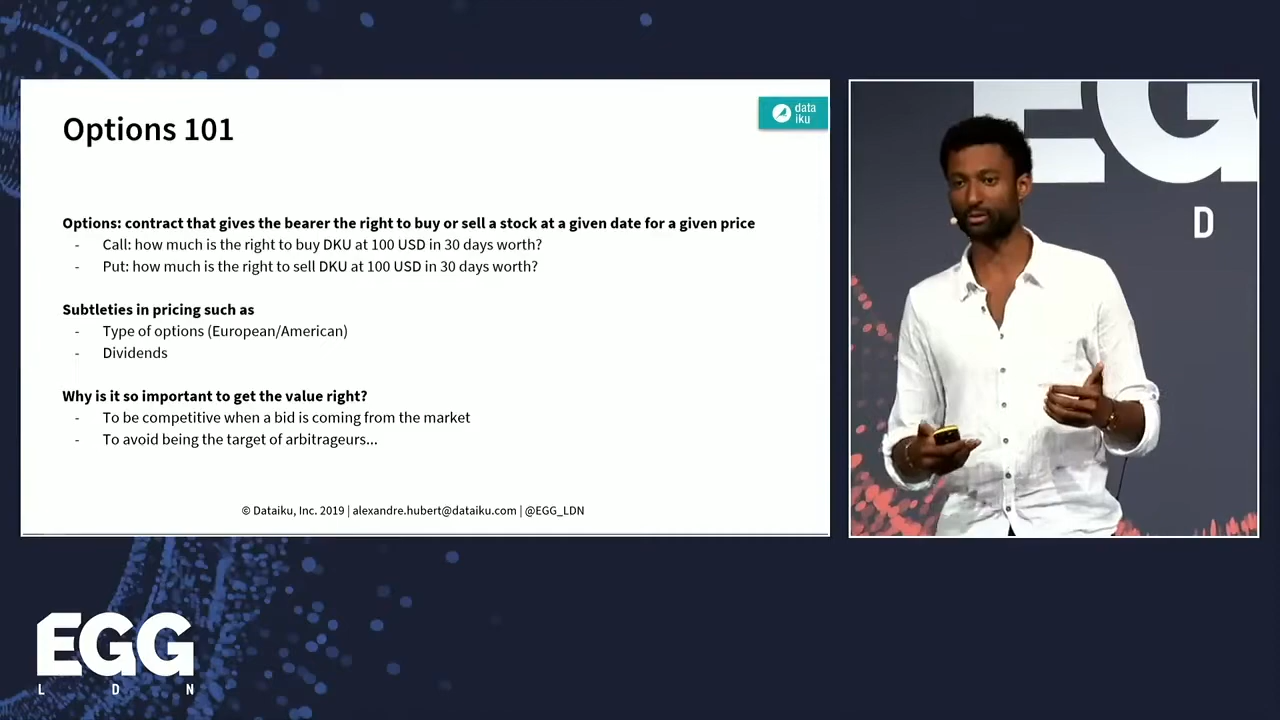 Options 101
data
iku
Options: contract that gives the bearer the right to buy or sell a stock at a given date for a given price
- Call: how much is the right to buy DKU at 100 USD in 30 days worth?
- Put: how much is the right to sell DKU at 100 USD in 30 days worth?
Subtleties in pricing such as
- Type of options (European/American)
- Dividends
Why is it so important to get the value right?
- To be competitive when a bid is coming from the market
- To avoid being the target of arbitrageurs...
© Dataiku, Inc. 2019 | alexandre.hubert@dataiku.com | @EGG_LDN
EG
D
EGG
L D N